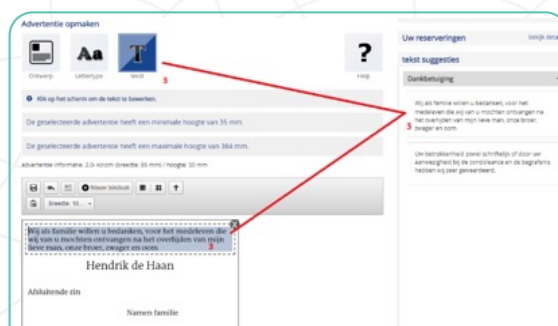 Advertentie opmaken
Ontwerp
Lettertype
tekst
3
?
Help
Klik op het scherm om de tekst te bewerken.
De geselecteerde advertentie heeft een minimale hoogte van 35 mm.
De geselecteerde advertentie heeft een maximale hoogte van 384 mm.
advertentie informatie: 2,0- kolom (breedte: 86 mm) / hoogte: 50 mm
Nieuw tekstvak
Breedte: 10...
Wij als familie willen u bedanken, voor het medeleven die
wij van u mochten ontvangen na het overlijden van mijn
lieve man, onze broer, zwager en oom
3
Hendrik de Haan
Afsluitende zin
Namen familie
Uw reserveringen
bekijk
tekst suggesties
Dankbetuiging
Wij als familie willen u bedanken, voor het
medeleven die wij van u mochten ontvangen na
het overlijden van mijn lieve man, onze broer,
zwager en oom
3
Uw betrokkenheid zowel schriftelijk of door uw
aanwezigheid bij de condoleance en de begrafenis
hebben wij zeer gewaardeerd.